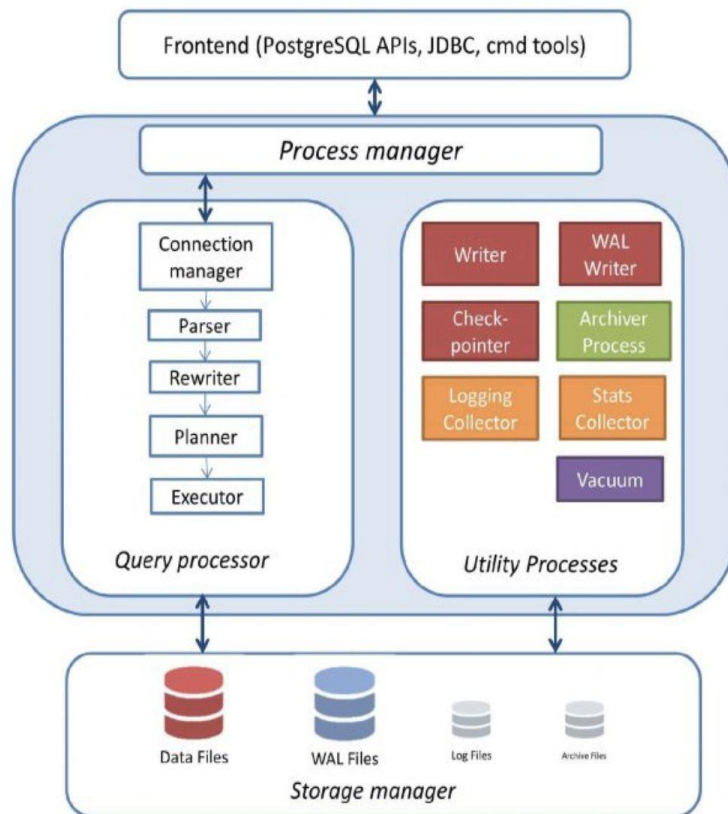 Frontend (PostgreSQL APIs, JDBC, cmd tools)
Process manager
Connection
manager
Parser
Rewriter
Planner
Executor
Query processor
Writer
WAL
Writer
Check-
pointer
Archiver
Process
Logging
Collector
Stats
Collector
Vacuum
Utility Processes
Data Files
WAL Files
Log Files
Archive Files
Storage manager